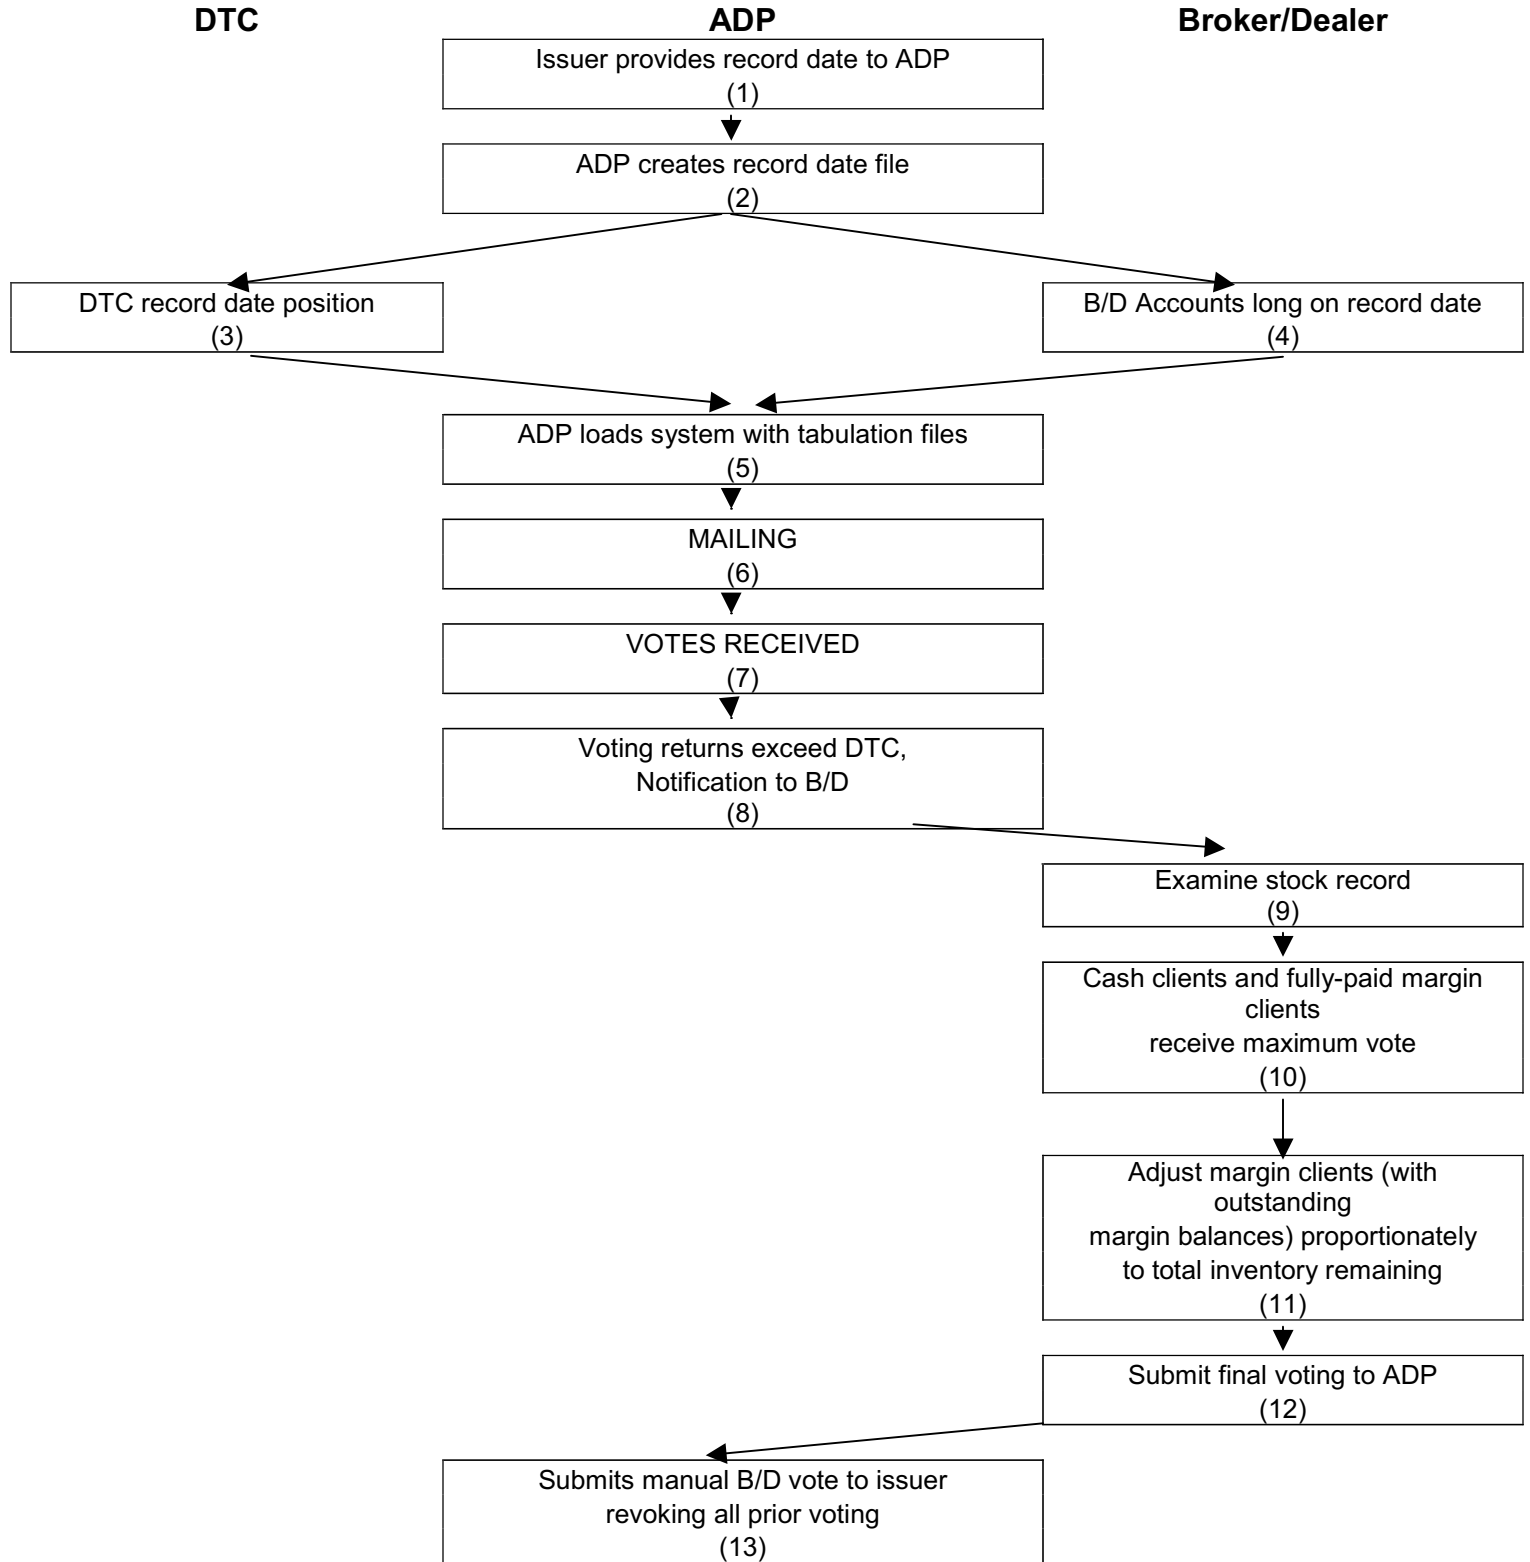 DTC
ADP
Broker/Dealer
Issuer provides record date to ADP
(1)
ADP creates record date file
(2)
DTC record date position
(3)
B/D Accounts long on record date
(4)
ADP loads system with tabulation files
(5)
MAILING
(6)
VOTES RECEIVED
(7)
Voting returns exceed DTC,
Notification to B/D
(8)
Examine stock record
(9)
Cash clients and fully-paid margin
clients
receive maximum vote
(10)
Adjust margin clients (with
outstanding
margin balances) proportionately
to total inventory remaining
(11)
Submit final voting to ADP
(12)
Submits manual B/D vote to issuer
revoking all prior voting
(13)